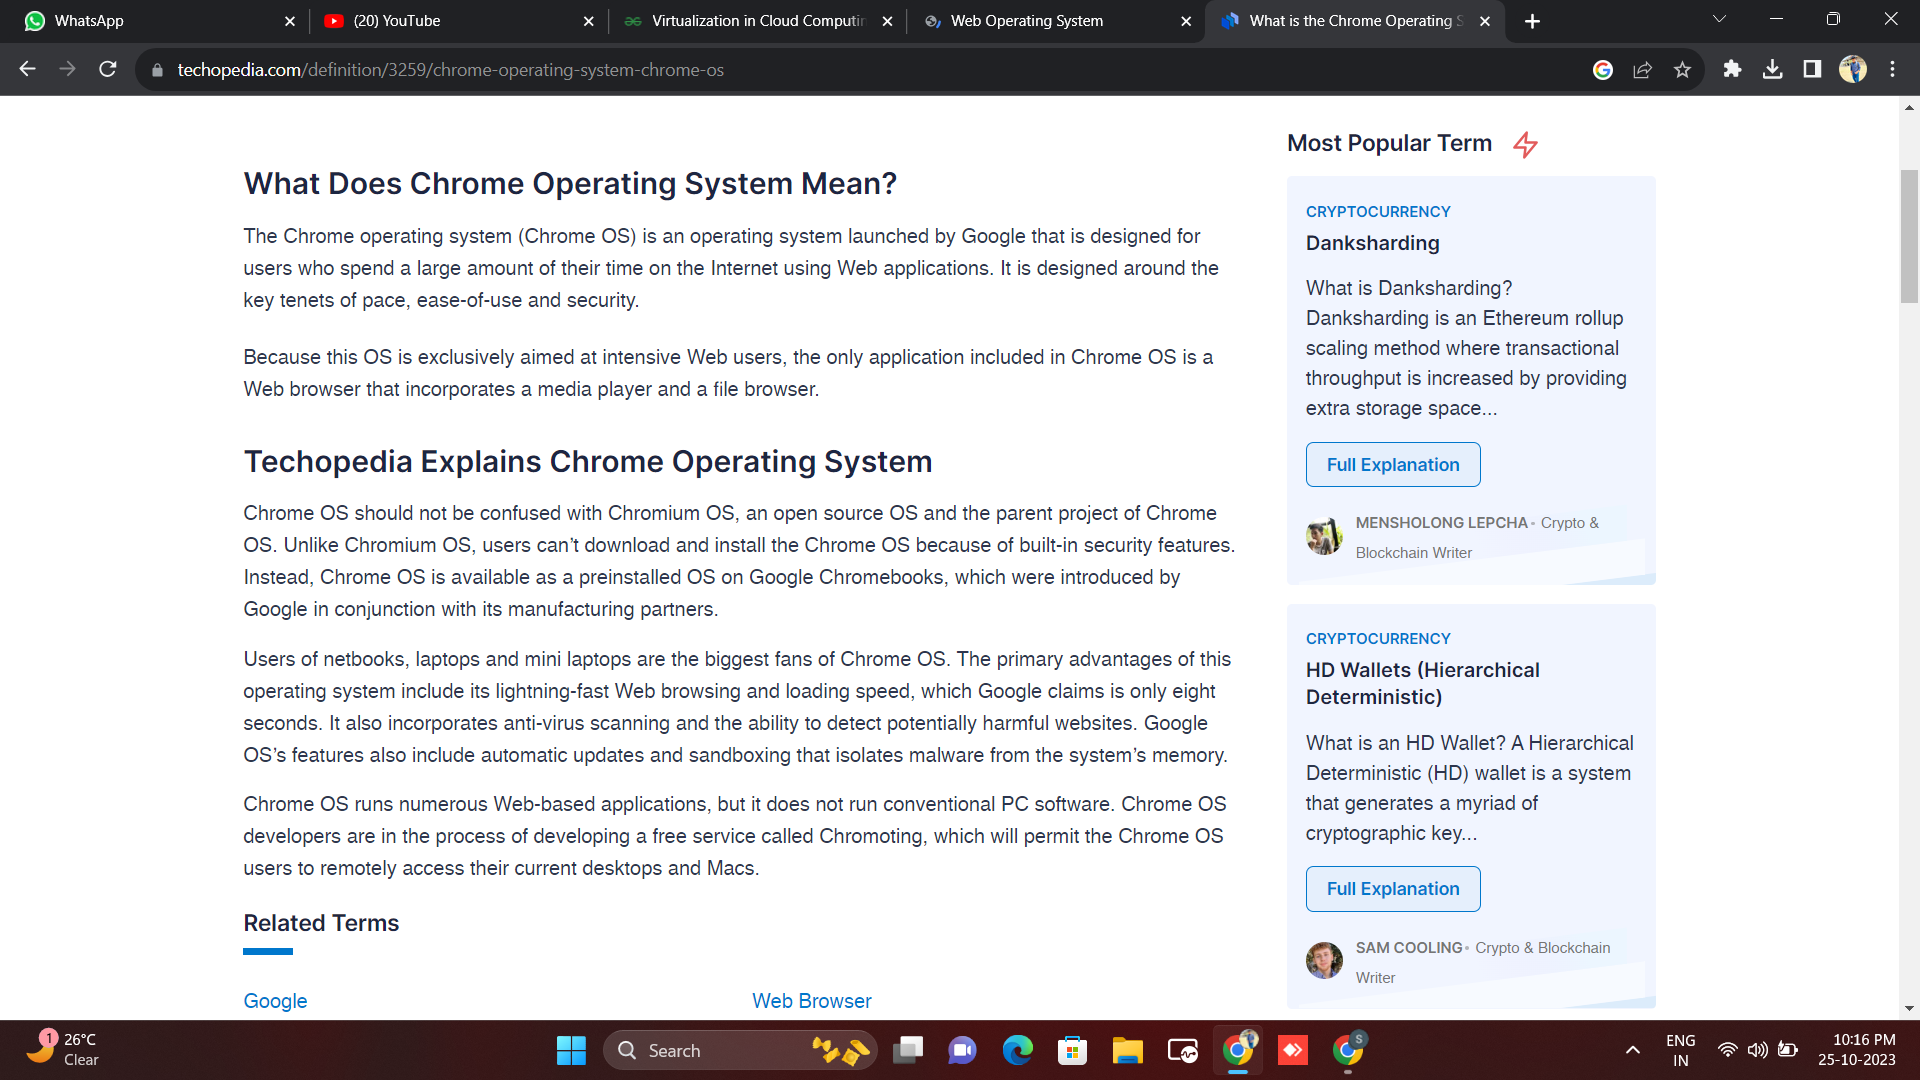 WhatsApp
(20) YouTube
Virtualization in Cloud Computin
Web Operating System
What is the Chrome Operating S
techopedia.com/definition/3259/chrome-operating-system-chrome-os
What Does Chrome Operating System Mean?
The Chrome operating system (Chrome OS) is an operating system launched by Google that is designed for
users who spend a large amount of their time on the Internet using Web applications. It is designed around the
key tenets of pace, ease-of-use and security.
Because this OS is exclusively aimed at intensive Web users, the only application included in Chrome OS is a
Web browser that incorporates a media player and a file browser.
Techopedia Explains Chrome Operating System
Chrome OS should not be confused with Chromium OS, an open source OS and the parent project of Chrome
OS. Unlike Chromium OS, users can’t download and install the Chrome OS because of built-in security features.
Instead, Chrome OS is available as a preinstalled OS on Google Chromebooks, which were introduced by
Google in conjunction with its manufacturing partners.
Users of netbooks, laptops and mini laptops are the biggest fans of Chrome OS. The primary advantages of this
operating system include its lightning-fast Web browsing and loading speed, which Google claims is only eight
seconds. It also incorporates anti-virus scanning and the ability to detect potentially harmful websites. Google
OS’s features also include automatic updates and sandboxing that isolates malware from the system’s memory.
Chrome OS runs numerous Web-based applications, but it does not run conventional PC software. Chrome OS
developers are in the process of developing a free service called Chromoting, which will permit the Chrome OS
users to remotely access their current desktops and Macs.
Related Terms
Google
Web Browser
Most Popular Term
CRYPTOCURRENCY
Danksharding
What is Danksharding?
Danksharding is an Ethereum rollup
scaling method where transactional
throughput is increased by providing
extra storage space...
Full Explanation
MENSHOLONG LEPCHA • Crypto &
Blockchain Writer
CRYPTOCURRENCY
HD Wallets (Hierarchical
Deterministic)
What is an HD Wallet? A Hierarchical
Deterministic (HD) wallet is a system
that generates a myriad of
cryptographic key...
Full Explanation
SAM COOLING • Crypto & Blockchain
Writer
1
26°C
Clear
Search
S
ENG
IN
10:16 PM
25-10-2023